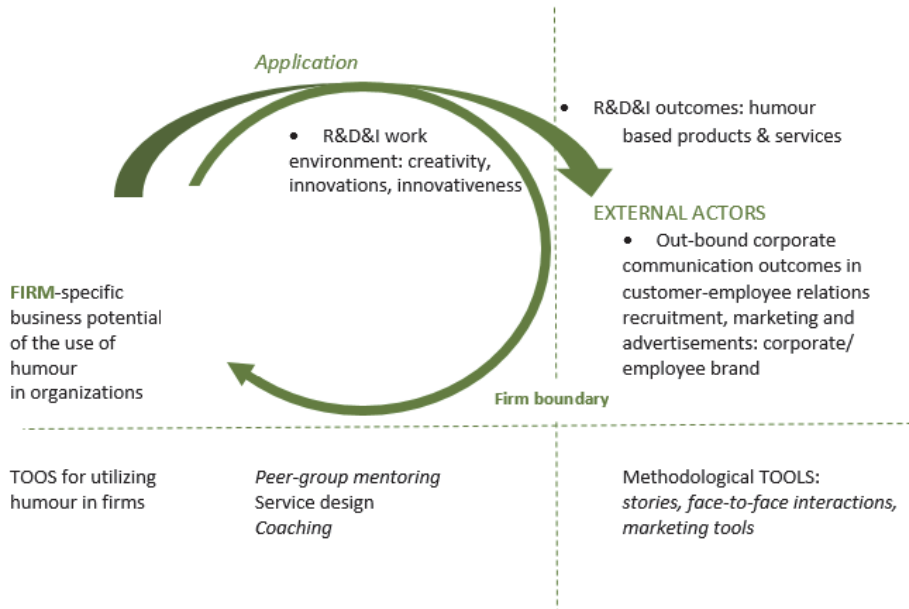 Application
• R&D&I work
environment: creativity,
innovations, innovativeness
• R&D&I outcomes: humour
based products & services
EXTERNAL ACTORS
• Out-bound corporate
communication outcomes in
customer-employee relations
recruitment, marketing and
advertisements: corporate/
employee brand
FIRM-specific
business potential
of the use of
humour
in organizations
Firm boundary
TOOS for utilizing
humour in firms
Peer-group mentoring
Service design
Coaching
Methodological TOOLS:
stories, face-to-face interactions,
marketing tools